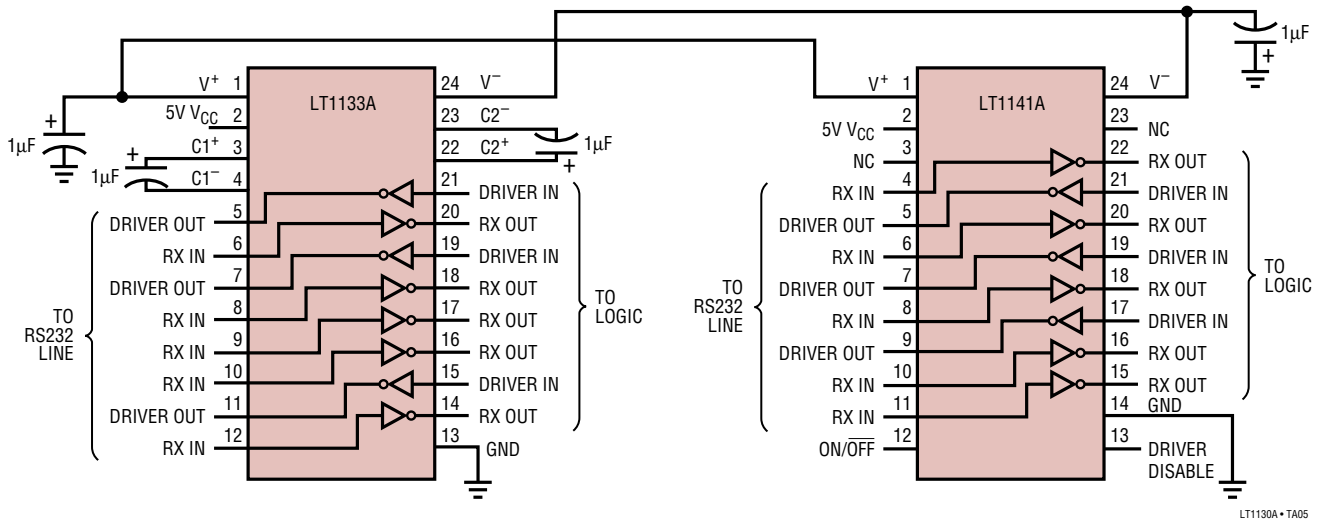 LT1133A
V+ 1
5V VCC 2
C1+ 3
C1− 4
DRIVER OUT 5
RX IN 6
DRIVER OUT 7
RX IN 8
RX IN 9
RX IN 10
DRIVER OUT 11
RX IN 12
24 V−
23 C2−
22 C2+
21 DRIVER IN
20 RX OUT
19 DRIVER IN
18 RX OUT
17 RX OUT
16 RX OUT
15 DRIVER IN
14 RX OUT
13 GND
+
1µF
+
1µF
1µF
+
TO
RS232
LINE
TO
LOGIC
LT1141A
V+ 1
5V VCC 2
NC 3
RX IN 4
DRIVER OUT 5
RX IN 6
DRIVER OUT 7
RX IN 8
DRIVER OUT 9
RX IN 10
RX IN 11
ON/OFF 12
24 V−
23 NC
22 RX OUT
21 DRIVER IN
20 RX OUT
19 DRIVER IN
18 RX OUT
17 DRIVER IN
16 RX OUT
15 RX OUT
14 GND
13 DRIVER
DISABLE
1µF
+
TO
RS232
LINE
TO
LOGIC
LT1130A • TA05